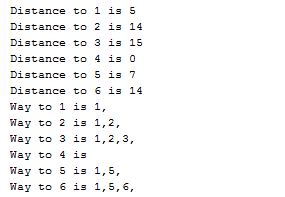 Distance to 1 is 5
Distance to 2 is 14
Distance to 3 is 15
Distance to 4 is 0
Distance to 5 is 7
Distance to 6 is 14
Way to 1 is 1,
Way to 2 is 1,2,
Way to 3 is 1,2,3,
Way to 4 is
Way to 5 is 1,5,
Way to 6 is 1,5,6,